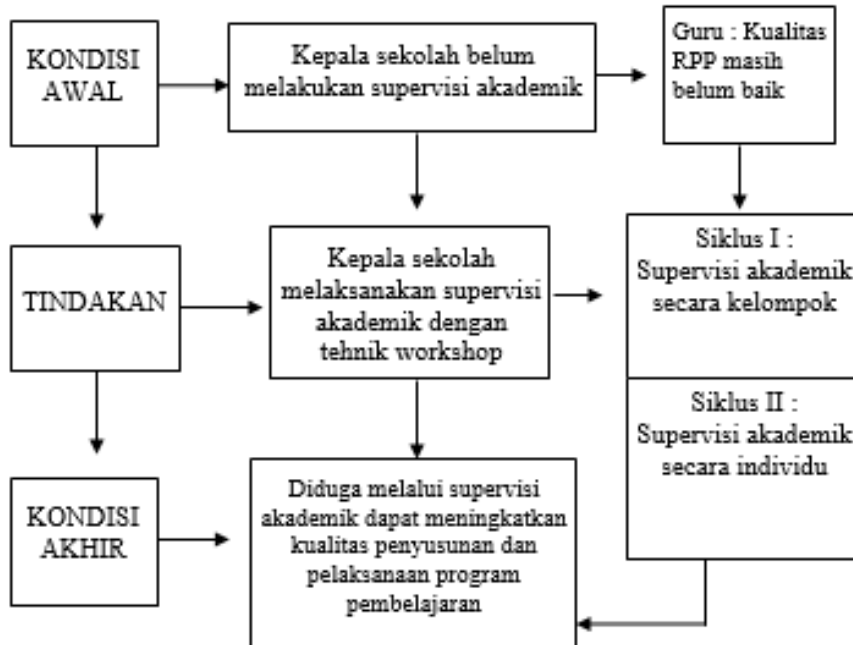 KONDISI
AWAL
Kepala sekolah belum
melakukan supervisi akademik
Guru : Kualitas
RPP masih
belum baik
TINDAKAN
Kepala sekolah
melaksanakan supervisi
akademik dengan
tehnik workshop
Siklus I :
Supervisi akademik
secara kelompok
Siklus II :
Supervisi akademik
secara individu
KONDISI
AKHIR
Diduga melalui supervisi
akademik dapat meningkatkan
kualitas penyusunan dan
pelaksanaan program
pembelajaran